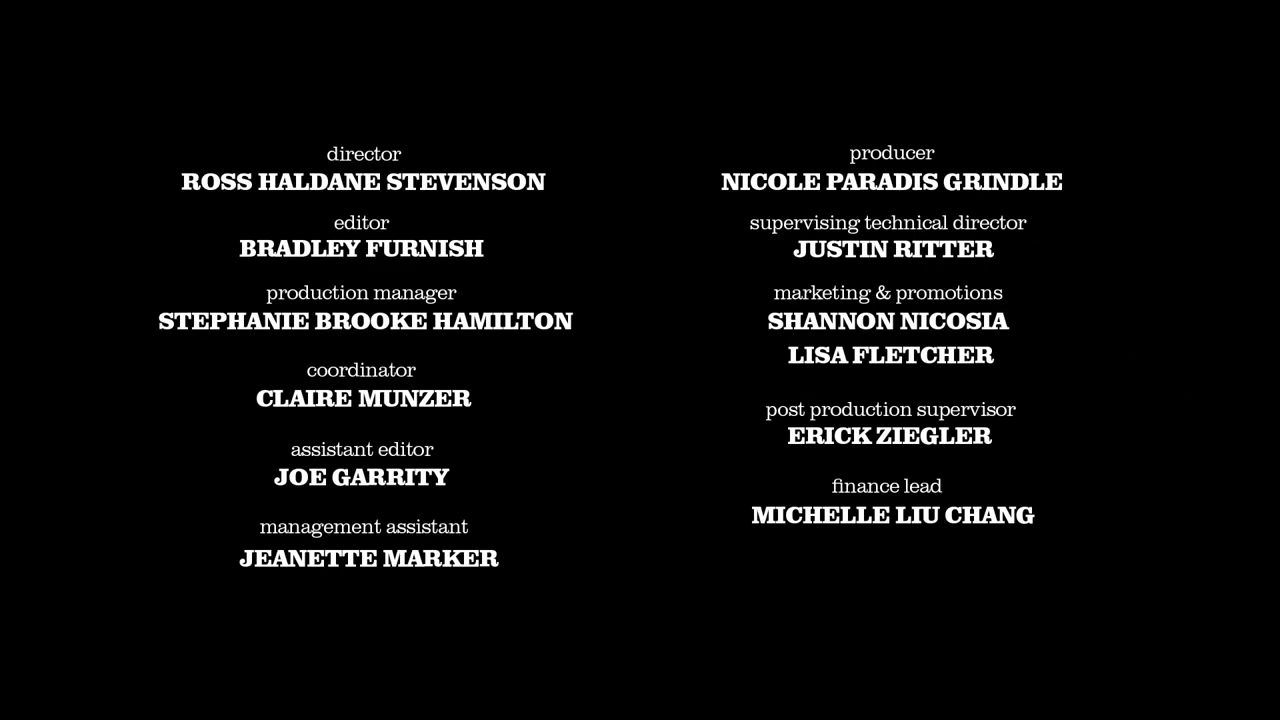 director
ROSS HALDANE STEVENSON
editor
BRADLEY FURNISH
production manager
STEPHANIE BROOKE HAMILTON
coordinator
CLAIRE MUNZER
assistant editor
JOE GARRITY
management assistant
JEANETTE MARKER
producer
NICOLE PARADIS GRINDLE
supervising technical director
JUSTIN RITTER
marketing & promotions
SHANNON NICOSIA
LISA FLETCHER
post production supervisor
ERICK ZIEGLER
finance lead
MICHELLE LIU CHANG